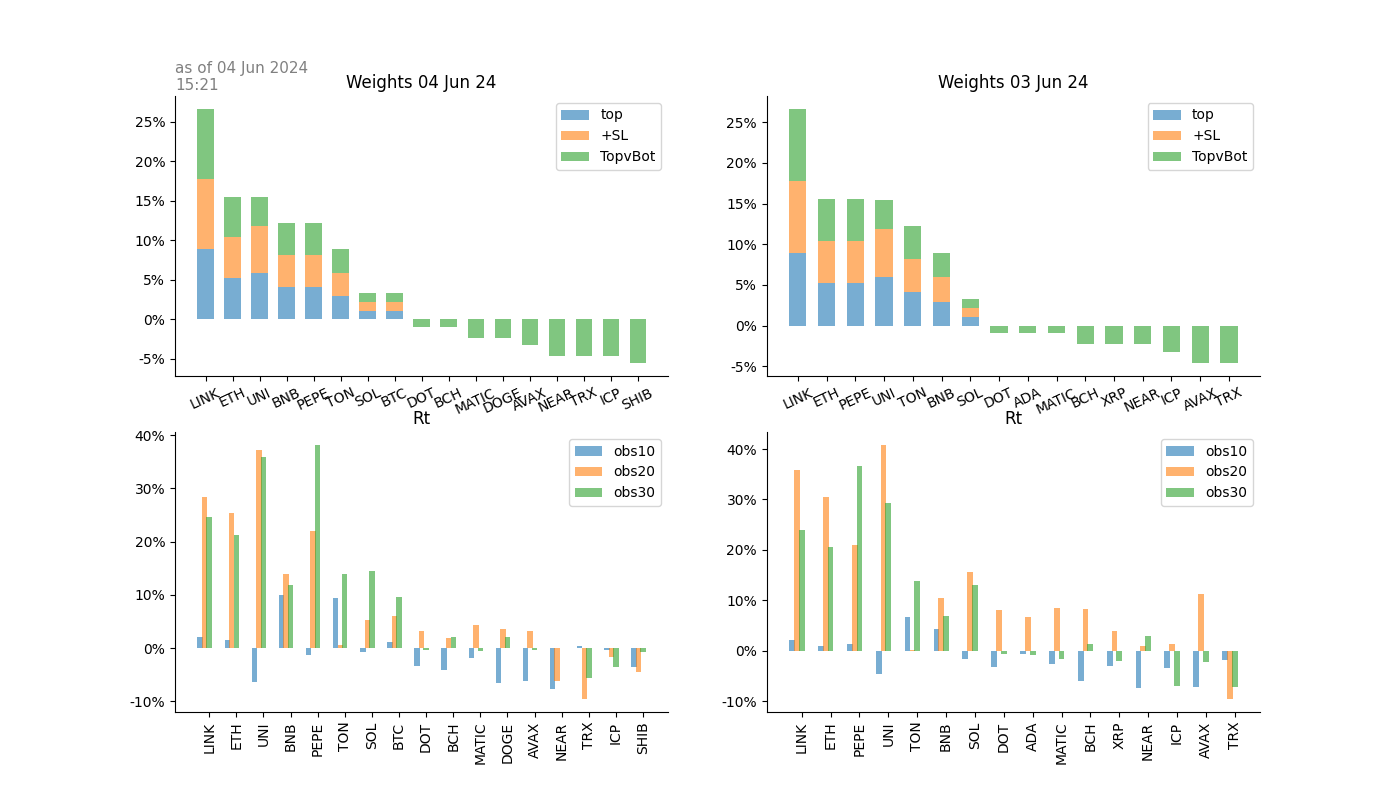 as of 04 Jun 2024
15:21
Weights 04 Jun 24
25%
20%
15%
10%
5%
0%
-5%
top
+SL
TopvBot
LINK ETH UNI BNB PEPE TON SOL BTC DOT BCH MATIC DOGE AVAX NEAR TRX ICP SHIB
Weights 03 Jun 24
25%
20%
15%
10%
5%
0%
-5%
top
+SL
TopvBot
LINK ETH PEPE UNI TON BNB SOL DOT ADA MATIC BCH XRP NEAR ICP AVAX TRX
Rt
40%
30%
20%
10%
0%
-10%
obs10
obs20
obs30
LINK ETH UNI BNB PEPE TON SOL BTC DOT BCH MATIC DOGE AVAX NEAR TRX ICP SHIB
Rt
40%
30%
20%
10%
0%
-10%
obs10
obs20
obs30
LINK ETH PEPE UNI TON BNB SOL DOT ADA MATIC BCH XRP NEAR ICP AVAX TRX